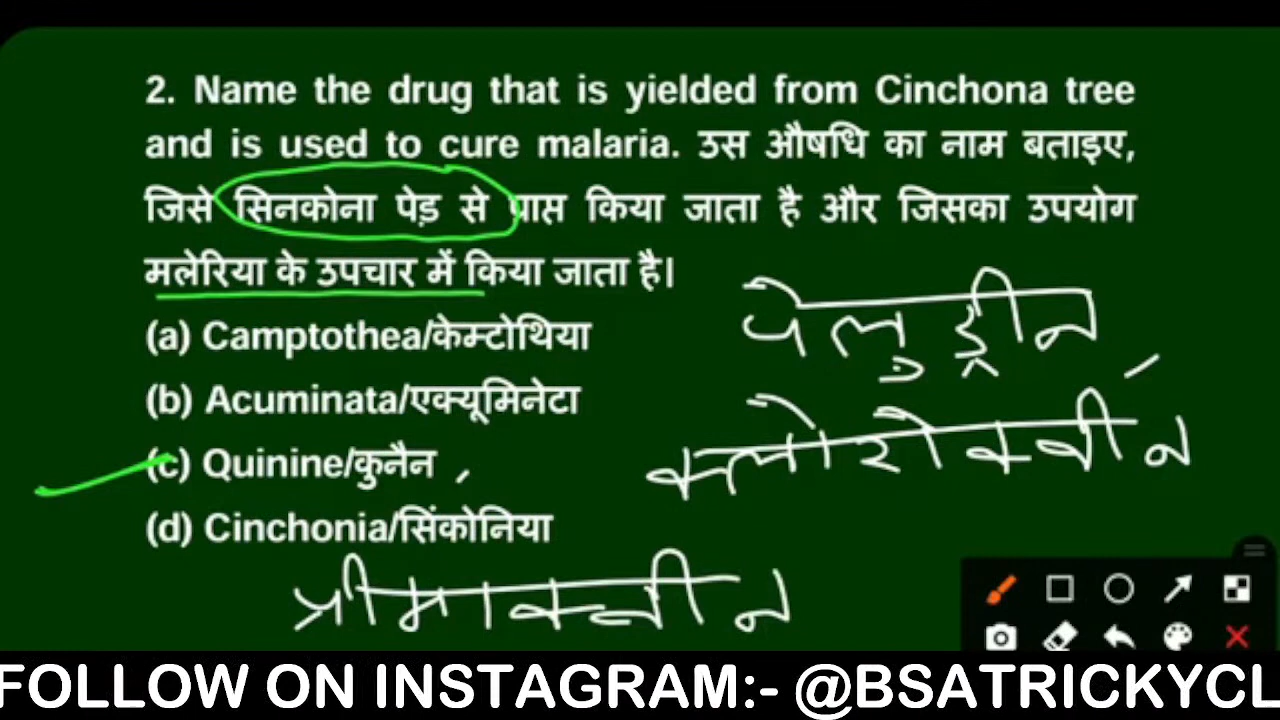 2. Name the drug that is yielded from Cinchona tree
and is used to cure malaria. उस औषधि का नाम बताइए,
जिसे सिनकोना पेड़ से प्राप्त किया जाता है और जिसका उपयोग
मलेरिया के उपचार में किया जाता है।
(a) Camptothea/केम्टोथिया
(b) Acuminata/एक्यूमिनेटा
(c) Quinine/कुनैन ,
(d) Cinchonia/सिंकोनिया
पेलुड्रीन ,
क्लोरोक्वीन
प्रीमाक्वीन
FOLLOW ON INSTAGRAM:- @BSATRICKYCL